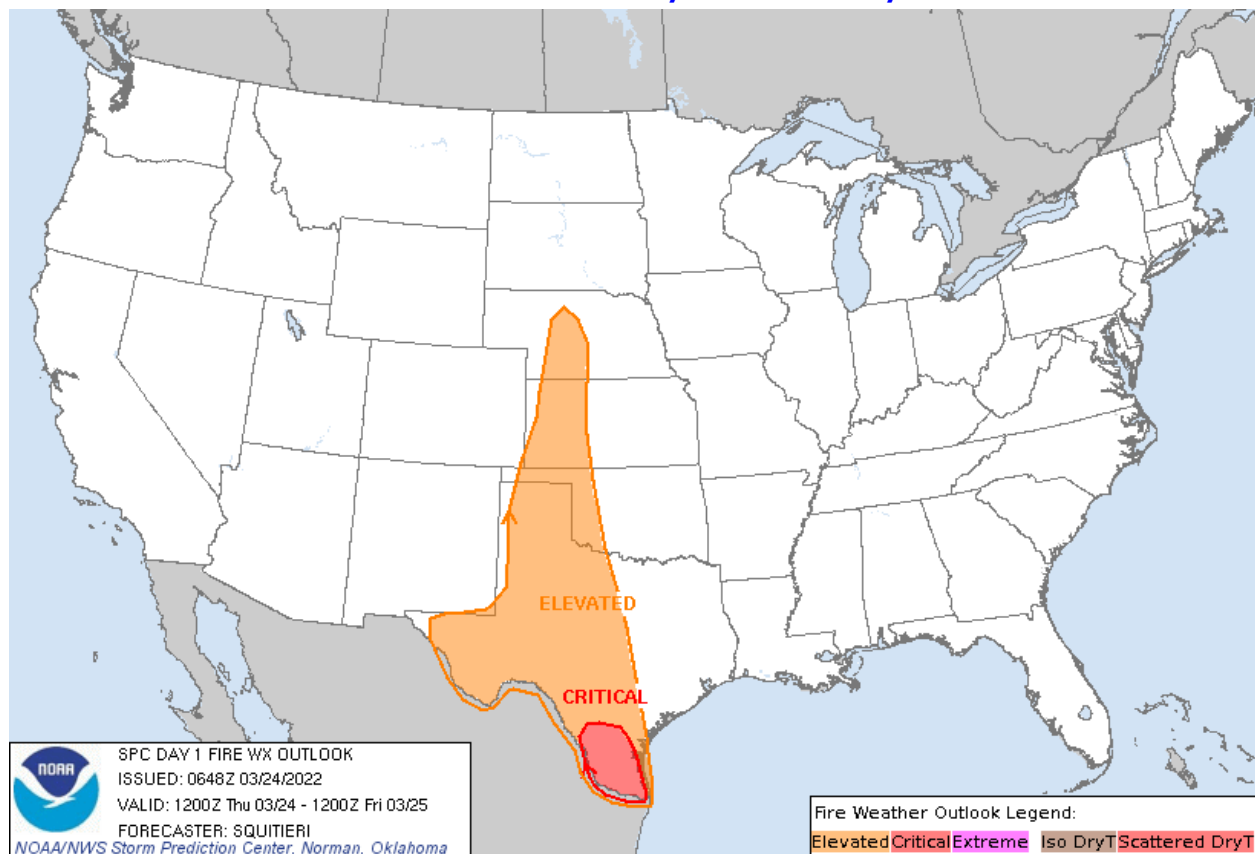 ELEVATED
CRITICAL
NOAA
SPC DAY 1 FIRE WX OUTLOOK
ISSUED: 0648Z 03/24/2022
VALID: 1200Z Thu 03/24 - 1200Z Fri 03/25
FORECASTER: SQUITIERI
NOAA/NWS Storm Prediction Center, Norman, Oklahoma
Fire Weather Outlook Legend:
Elevated Critical Extreme Iso DryT Scattered DryT